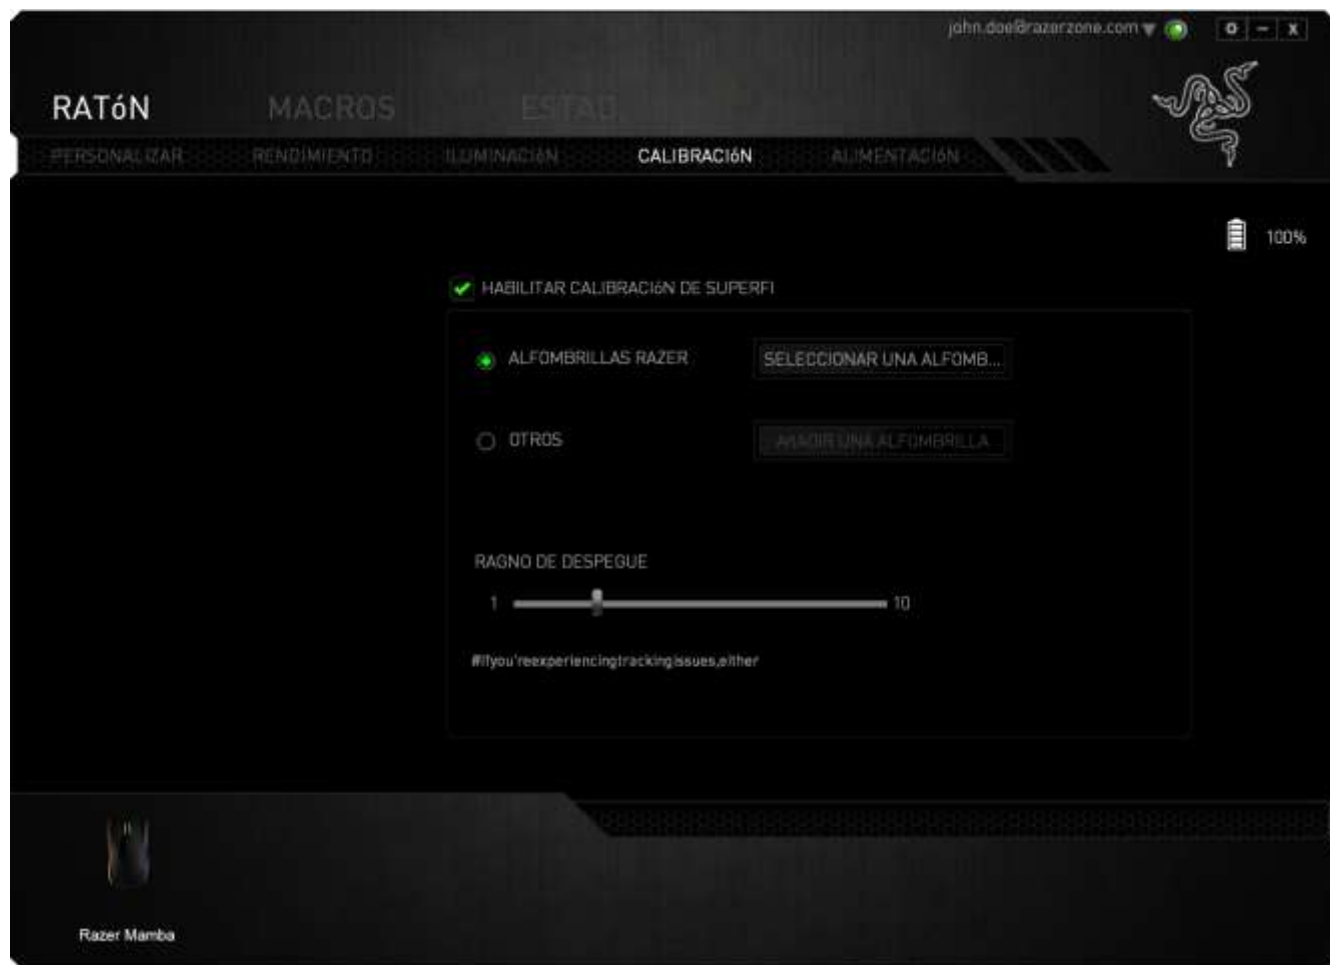 john.doe@razerzone.com
X
RATóN MACROS ESTAD
PERSONALIZAR RENDIMIENTO ILUMINACIóN CALIBRACIóN ALIMENTACIóN
100%
HABILITAR CALIBRACIóN DE SUPERFI
ALFOMBRILLAS RAZER SELECCIONAR UNA ALFOMB...
OTROS AñADIR UNA ALFOMBRILLA
RAGNO DE DESPEGUE
1 10
#Ifyou'reexperiencingtrackingissues,either
Razer Mamba